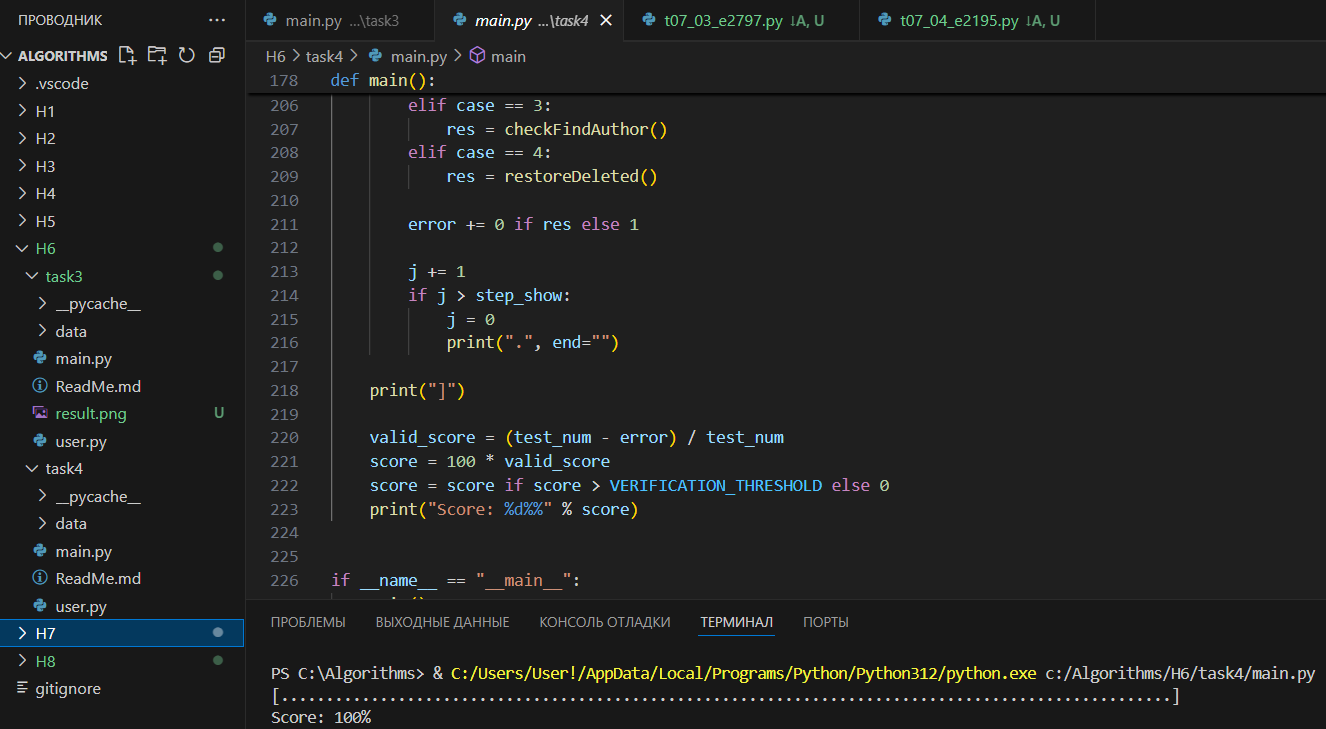 ПРОВОДНИК ...
ALGORITHMS
.vscode
H1
H2
H3
H4
H5
H6
task3
__pycache__
data
main.py
ReadMe.md
result.png U
user.py
task4
__pycache__
data
main.py
ReadMe.md
user.py
H7
H8
gitignore
main.py ...\task3
main.py ...\task4
t07_03_e2797.py ↓A, U
t07_04_e2195.py ↓A, U
H6 > task4 > main.py > main
178 def main():
206 elif case == 3:
207 res = checkFindAuthor()
208 elif case == 4:
209 res = restoreDeleted()
210
211 error += 0 if res else 1
212
213 j += 1
214 if j > step_show:
215 j = 0
216 print(".", end="")
217
218 print("]")
219
220 valid_score = (test_num - error) / test_num
221 score = 100 * valid_score
222 score = score if score > VERIFICATION_THRESHOLD else 0
223 print("Score: %d%%" % score)
224
225
226 if __name__ == "__main__":
ПРОБЛЕМЫ ВЫХОДНЫЕ ДАННЫЕ КОНСОЛЬ ОТЛАДКИ ТЕРМИНАЛ ПОРТЫ
PS C:\Algorithms> & C:/Users/User!/AppData/Local/Programs/Python/Python312/python.exe c:/Algorithms/H6/task4/main.py
[....................................................................................................]
Score: 100%